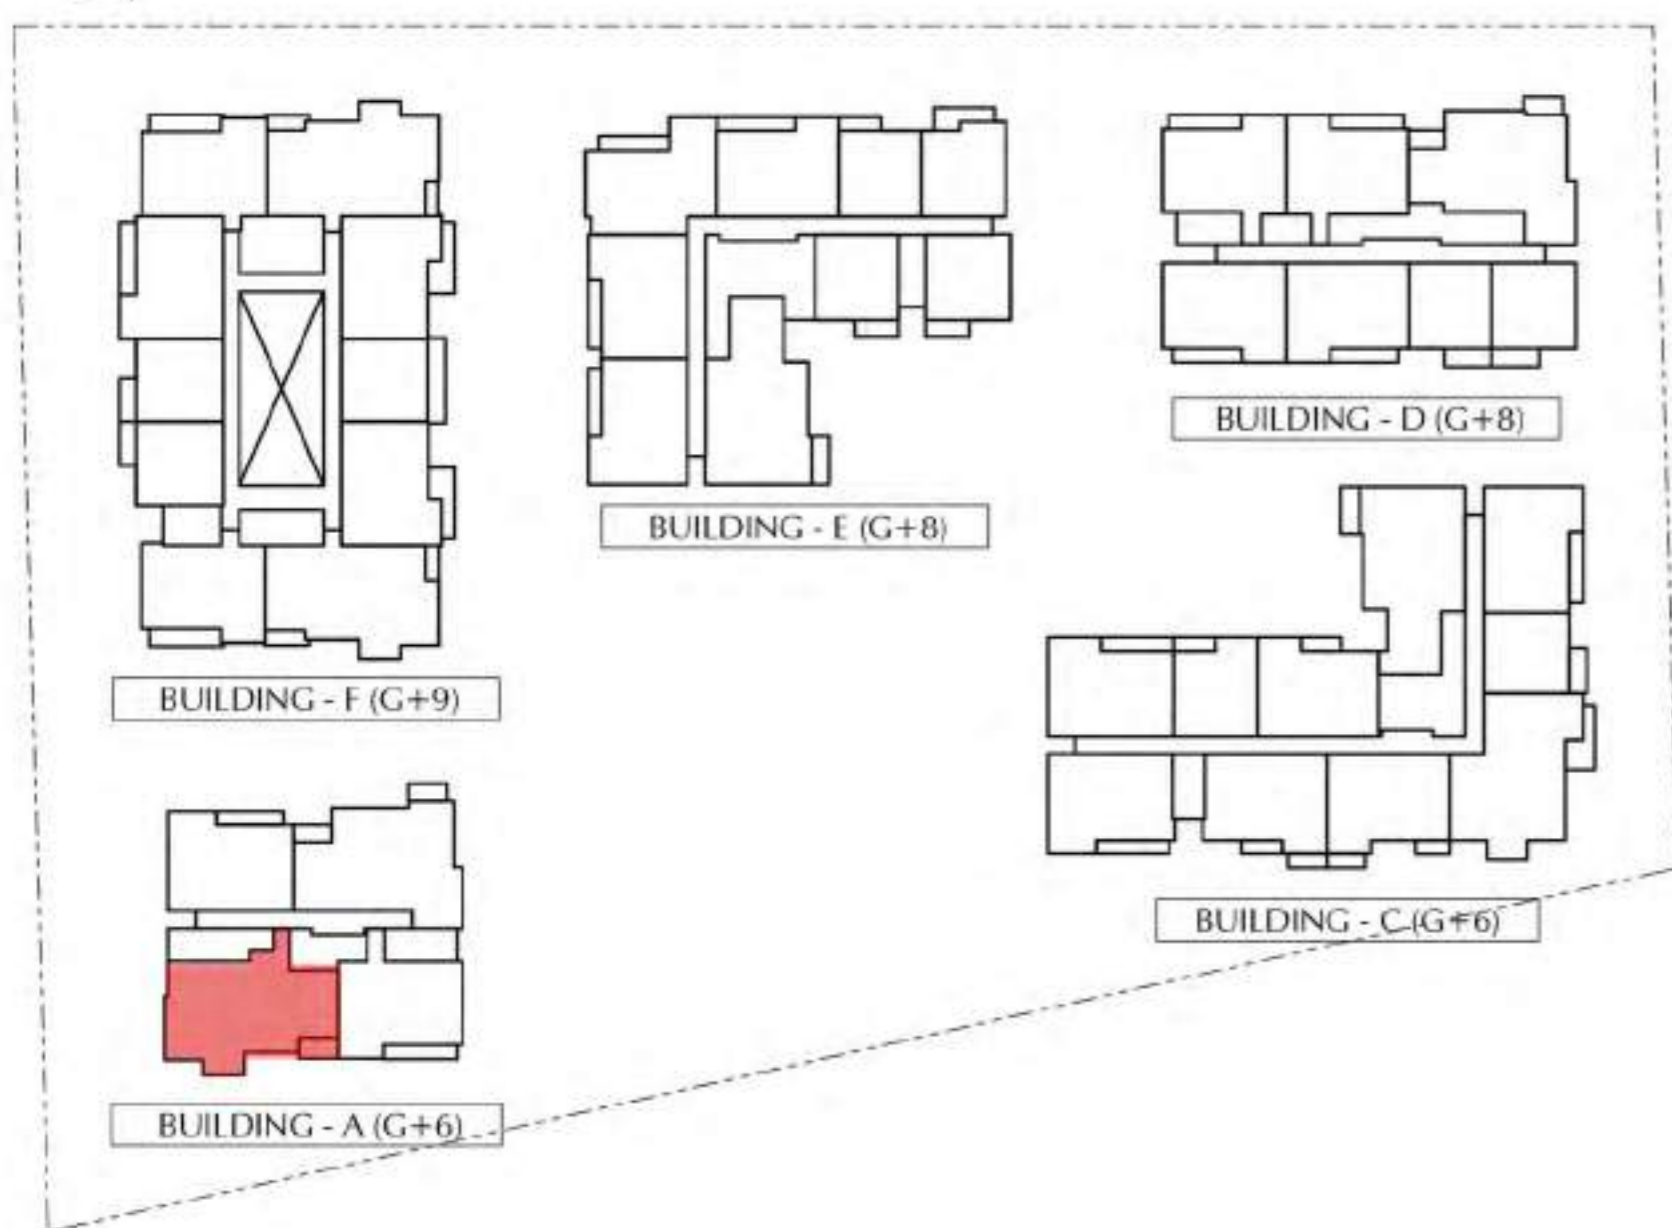 BUILDING - D (G+8)
BUILDING - E (G+8)
BUILDING - F (G+9)
BUILDING - C (G+6)
BUILDING - A (G+6)